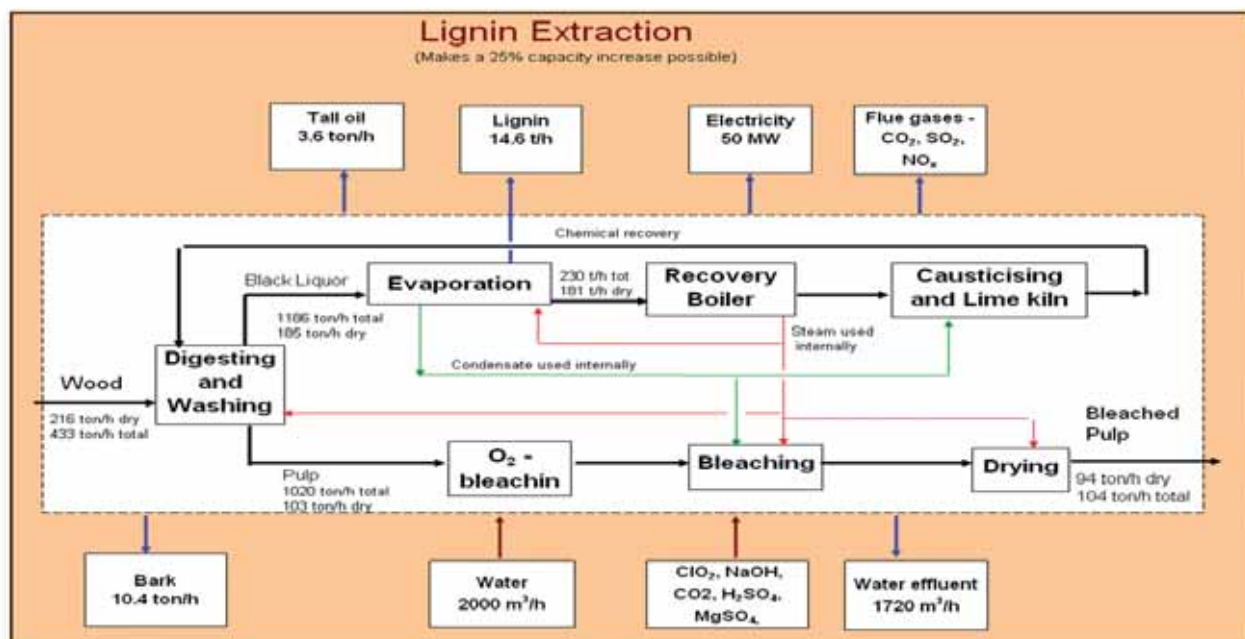 Lignin Extraction
(Makes a 25% capacity increase possible)
Tall oil
3.6 ton/h
Lignin
14.6 t/h
Electricity
50 MW
Flue gases -
CO₂, SO₂,
NOₓ
Chemical recovery
Black Liquor
Evaporation
230 t/h tot
181 t/h dry
Recovery
Boiler
Causticising
and Lime kiln
1186 ton/h total
185 ton/h dry
Steam used
internally
Condensate used internally
Digesting
and
Washing
Wood
216 ton/h dry
433 ton/h total
Bleached
Pulp
O₂ -
bleachin
Bleaching
Drying
Pulp
1020 ton/h total
103 ton/h dry
94 ton/h dry
104 ton/h total
Bark
10.4 ton/h
Water
2000 m³/h
ClO₂, NaOH,
CO2, H₂SO₄,
MgSO₄,
Water effluent
1720 m³/h